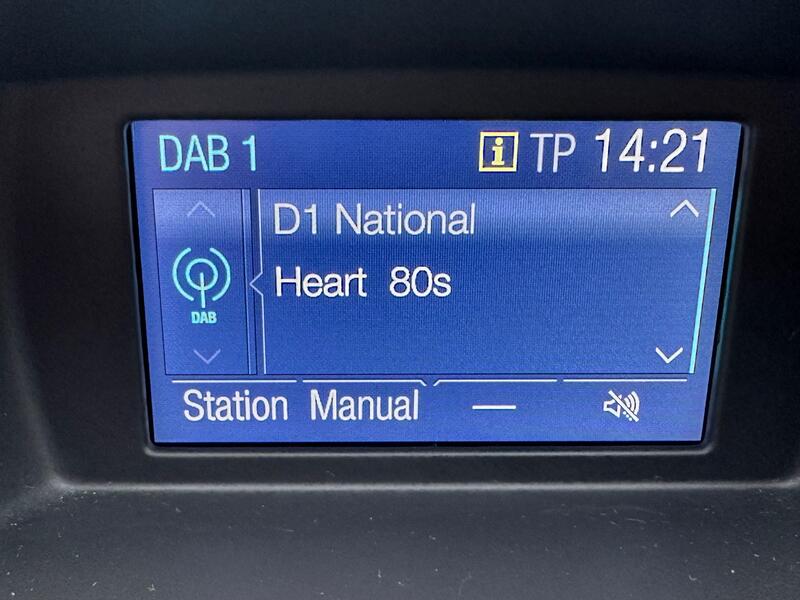 DAB 1 i TP 14:21
D1 National
Heart 80s
DAB
Station Manual